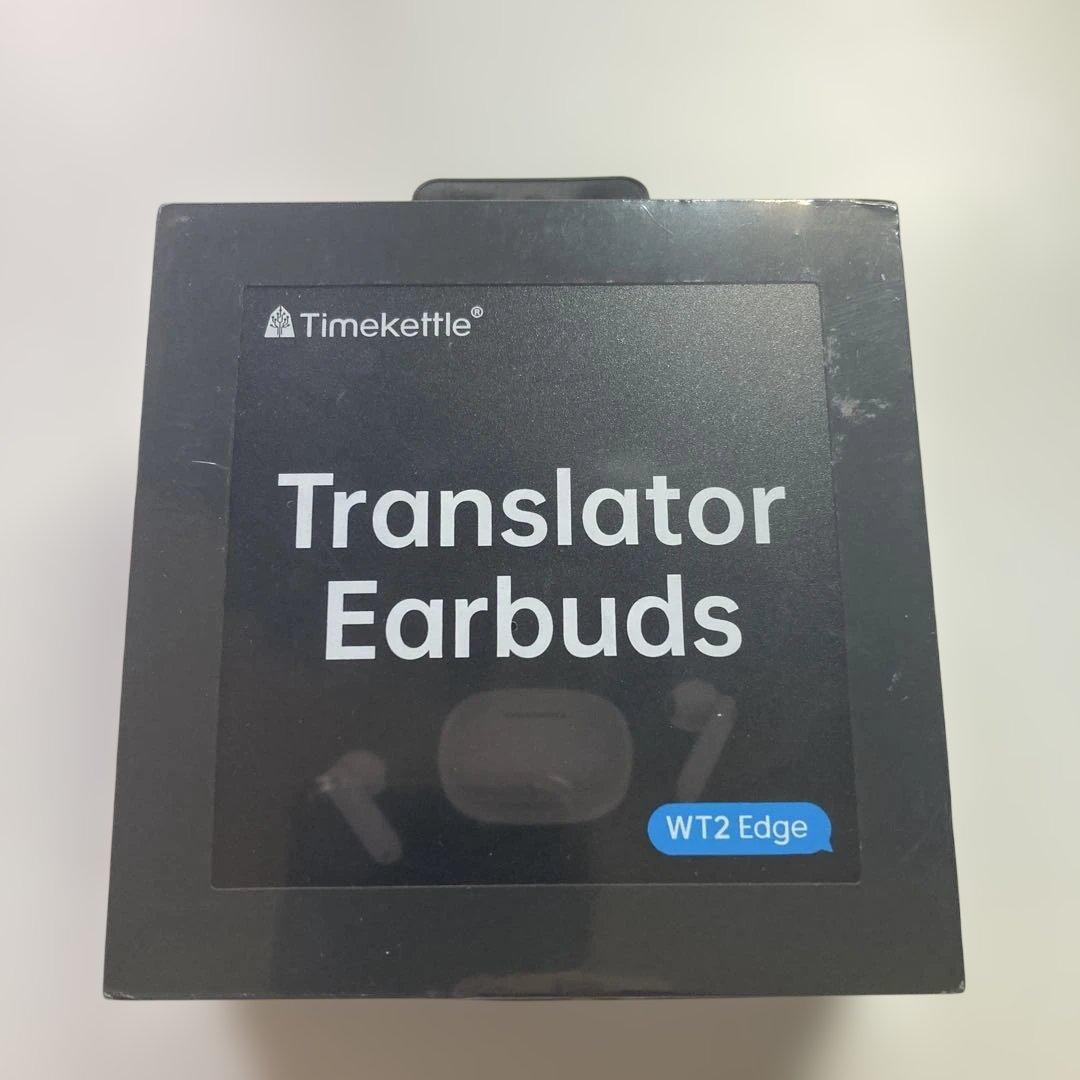 Timekettle®
Translator
Earbuds
WT2 Edge